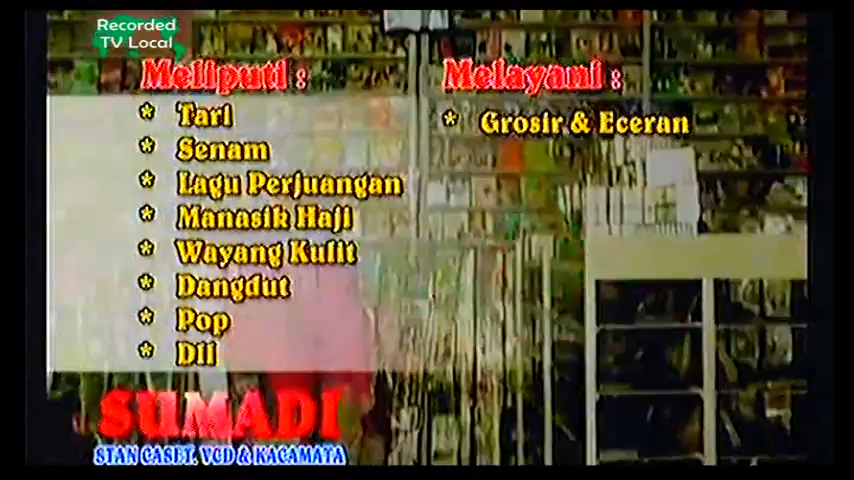 Recorded
TV Local
Meliputi :
* Tari
* Senam
* Lagu Perjuangan
* Manasik Haji
* Wayang Kulit
* Dangdut
* Pop
* Dll
Melayani :
* Grosir & Eceran
SUMADI
STAN CASET, VCD & KACAMATA